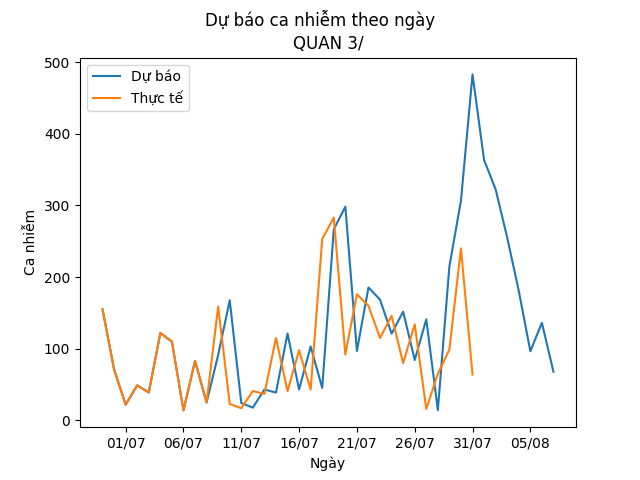 Dự báo ca nhiễm theo ngày
QUAN 3/
Dự báo
Thực tế
Ca nhiễm
500
400
300
200
100
0
01/07 06/07 11/07 16/07 21/07 26/07 31/07 05/08
Ngày